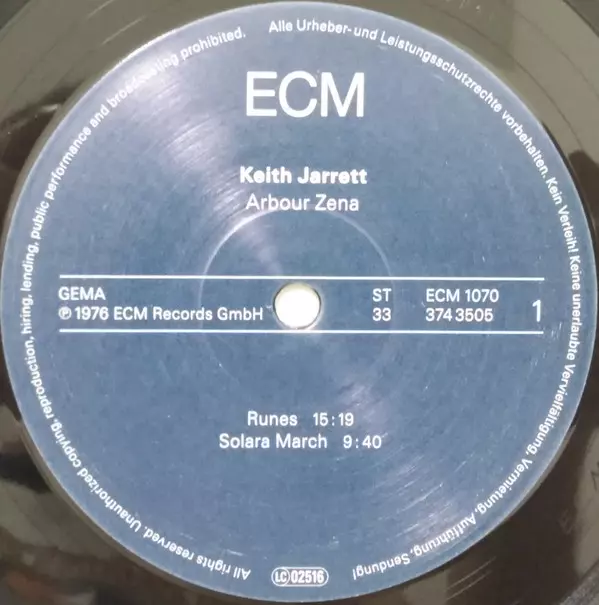 ECM
Keith Jarrett
Arbour Zena
GEMA
℗ 1976 ECM Records GmbH
ST
33
ECM 1070
374 3505
1
Runes 15:19
Solara March 9:40
LC 02516
All rights reserved. Unauthorized copying, reproduction, hiring, lending, public performance and broadcasting prohibited.
Alle Urheber- und Leistungsschutzrechte vorbehalten. Kein Verleih! Keine unerlaubte Vervielfältigung, Vermietung, Aufführung, Sendung!